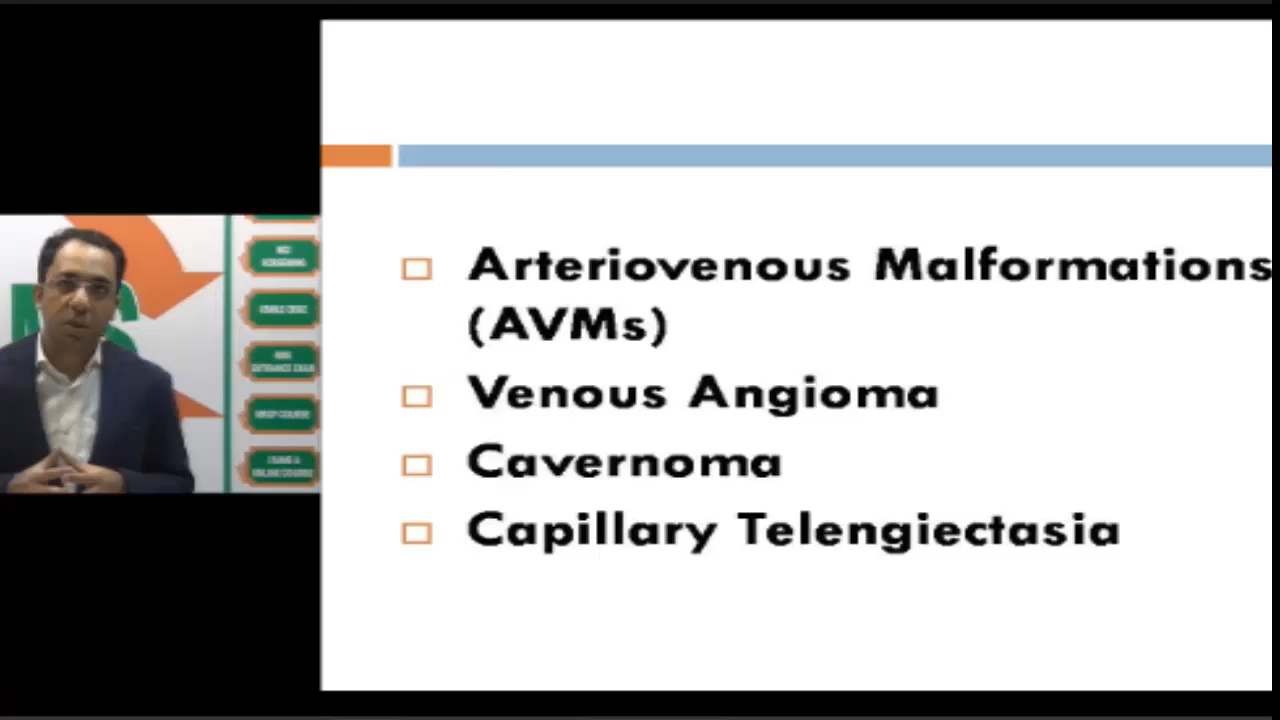 Arteriovenous Malformations
(AVMs)
Venous Angioma
Cavernoma
Capillary Telengiectasia